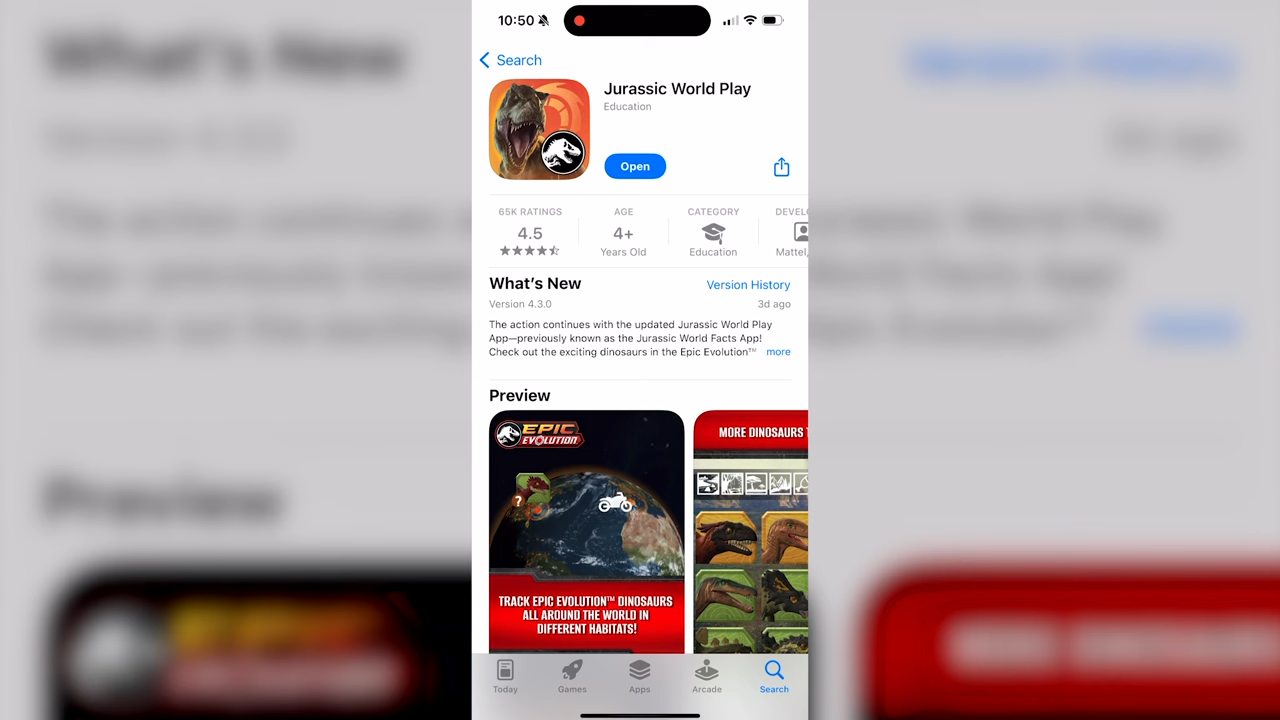 10:50
Search
Jurassic World Play
Education
Open
65K RATINGS
4.5
AGE
4+
Years Old
CATEGORY
Education
DEVEL
Mattel,
What's New
Version History
Version 4.3.0
3d ago
The action continues with the updated Jurassic World Play
App—previously known as the Jurassic World Facts App!
Check out the exciting dinosaurs in the Epic Evolution™ more
Preview
EPIC
EVOLUTION
?
TRACK EPIC EVOLUTION™ DINOSAURS
ALL AROUND THE WORLD IN
DIFFERENT HABITATS!
MORE DINOSAURS T
Today
Games
Apps
Arcade
Search
What's New